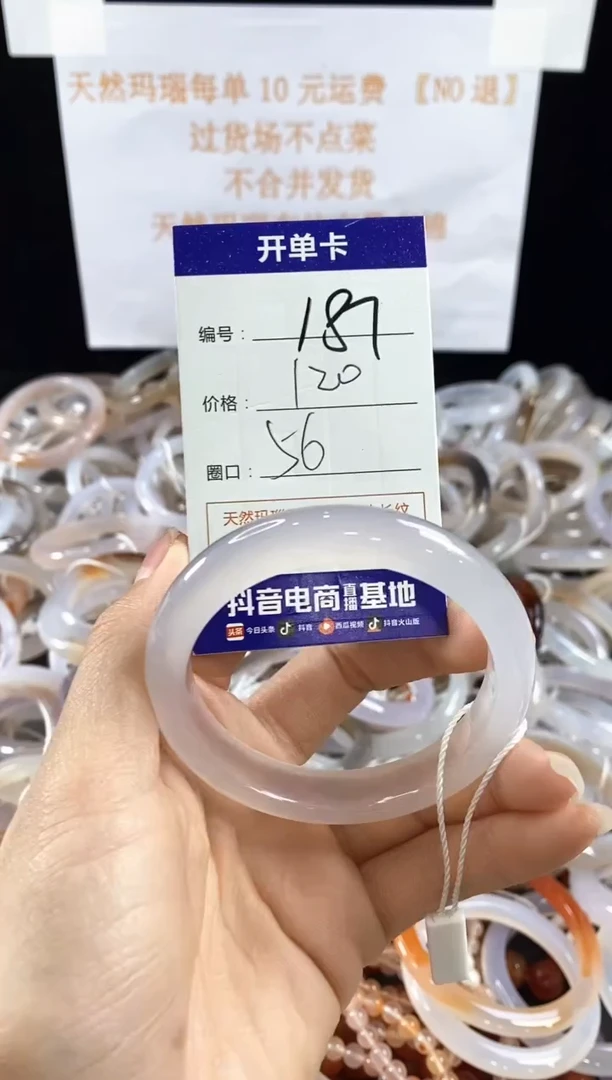 天然玛瑙每单 10 元运费 【NO 退】
过货场不点菜
不合并发货
开单卡
编号： 187
价格： 120
圈口： 56
抖音电商直播基地
头条 今日头条 抖音 西瓜视频 抖音火山版